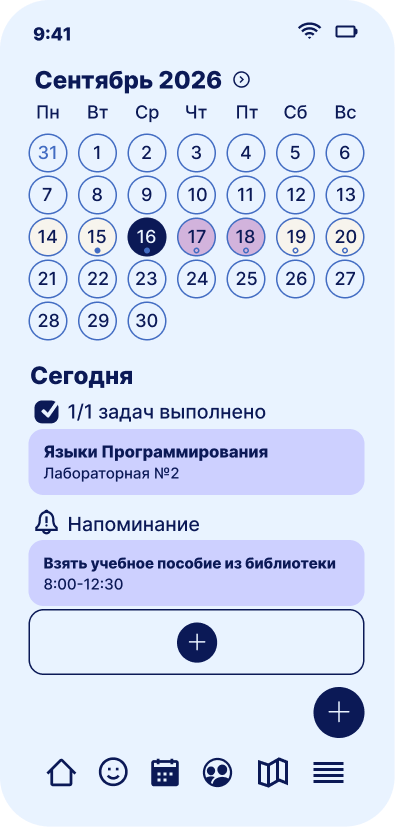 9:41
Сентябрь 2026
Пн Вт Ср Чт Пт Сб Вс
31 1 2 3 4 5 6
7 8 9 10 11 12 13
14 15 16 17 18 19 20
21 22 23 24 25 26 27
28 29 30
Сегодня
1/1 задач выполнено
Языки Программирования
Лабораторная №2
Напоминание
Взять учебное пособие из библиотеки
8:00-12:30